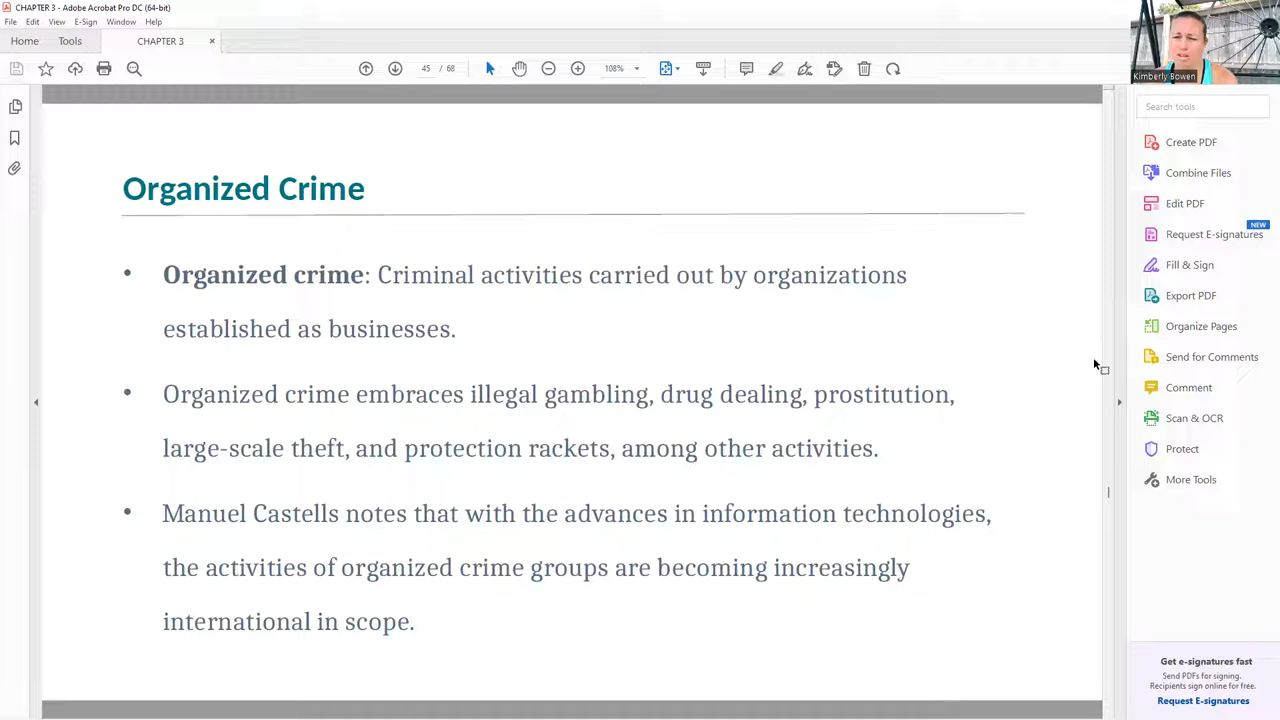 CHAPTER 3 - Adobe Acrobat Pro DC (64-bit)
File Edit View E-Sign Window Help
Home Tools CHAPTER 3 ×
45 / 68 108%
Kimberly Bowen
Search tools
Create PDF
Combine Files
Edit PDF
NEW
Request E-signatures
Fill & Sign
Export PDF
Organize Pages
Send for Comments
Comment
Scan & OCR
Protect
More Tools
Get e-signatures fast
Send PDFs for signing.
Recipients sign online for free.
Request E-signatures
Organized Crime
• Organized crime: Criminal activities carried out by organizations
established as businesses.
• Organized crime embraces illegal gambling, drug dealing, prostitution,
large-scale theft, and protection rackets, among other activities.
• Manuel Castells notes that with the advances in information technologies,
the activities of organized crime groups are becoming increasingly
international in scope.